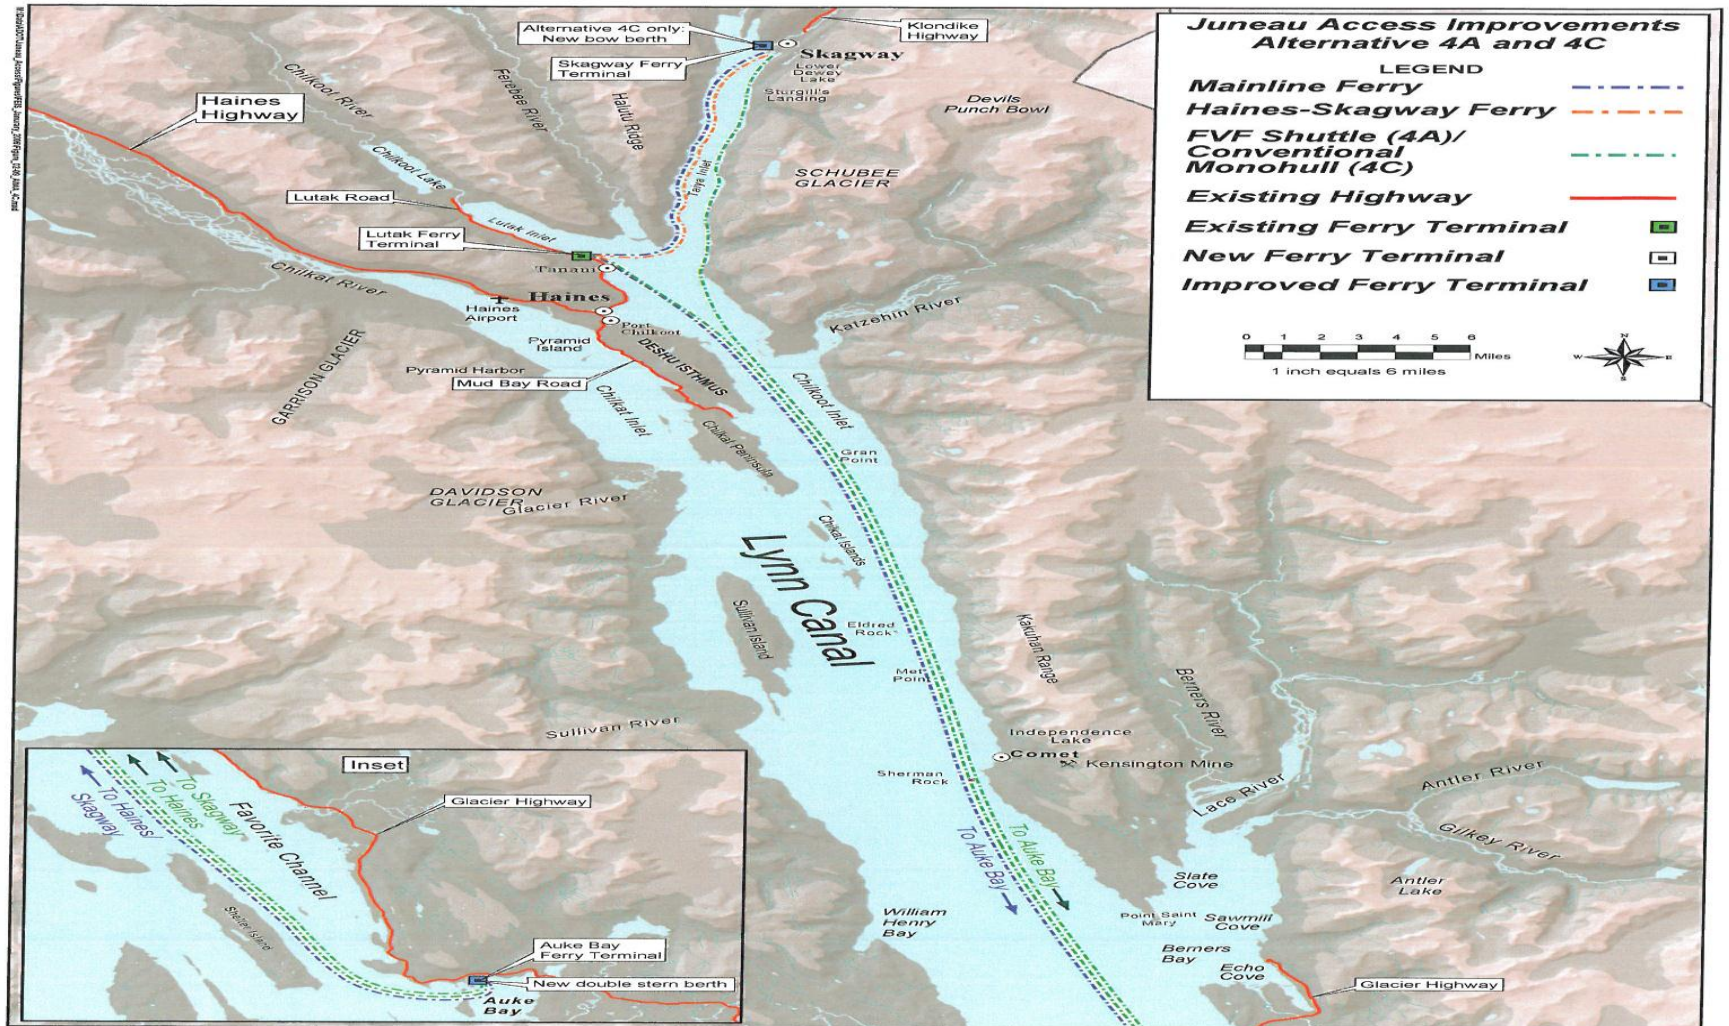 Juneau Access Improvements
Alternative 4A and 4C
LEGEND
Mainline Ferry
Haines-Skagway Ferry
FVF Shuttle (4A)/
Conventional
Monohull (4C)
Existing Highway
Existing Ferry Terminal
New Ferry Terminal
Improved Ferry Terminal
0 1 2 3 4 5 6
Miles
1 inch equals 6 miles
N
W
E
S
Alternative 4C only:
New bow berth
Skagway Ferry
Terminal
Klondike
Highway
Skagway
Lower
Dewey
Lake
Sturgill's
Landing
Devils
Punch Bowl
Haines
Highway
Chilkoot River
Ferebee River
Halutu Ridge
Chilkoot Lake
Taiya Inlet
SCHUBEE
GLACIER
Lutak Road
Lutak Inlet
Lutak Ferry
Terminal
Tanani
Chilkat River
Haines
Haines
Airport
Port
Chilkoot
Katzehin River
Pyramid
Island
DESHU ISTHMUS
GARRISON GLACIER
Pyramid Harbor
Mud Bay Road
Chilkat Inlet
Chilkoot Inlet
Chilkat Peninsula
Gran
Point
DAVIDSON
GLACIER
Glacier River
Chilkat Islands
Lynn Canal
Sullivan Island
Eldred
Rock
Met
Point
Kakuhan Range
Berners River
Sullivan River
Independence
Lake
Comet
Kensington Mine
Sherman
Rock
Lace River
Antler River
Gilkey River
To Auke Bay
To Auke Bay
Slate
Cove
Antler
Lake
William
Henry
Bay
Point Saint
Mary
Sawmill
Cove
Berners
Bay
Echo
Cove
Glacier Highway
Inset
To Skagway
To Haines
To Haines/
Skagway
Favorite Channel
Glacier Highway
Shelter Island
Auke Bay
Ferry Terminal
New double stern berth
Auke
Bay